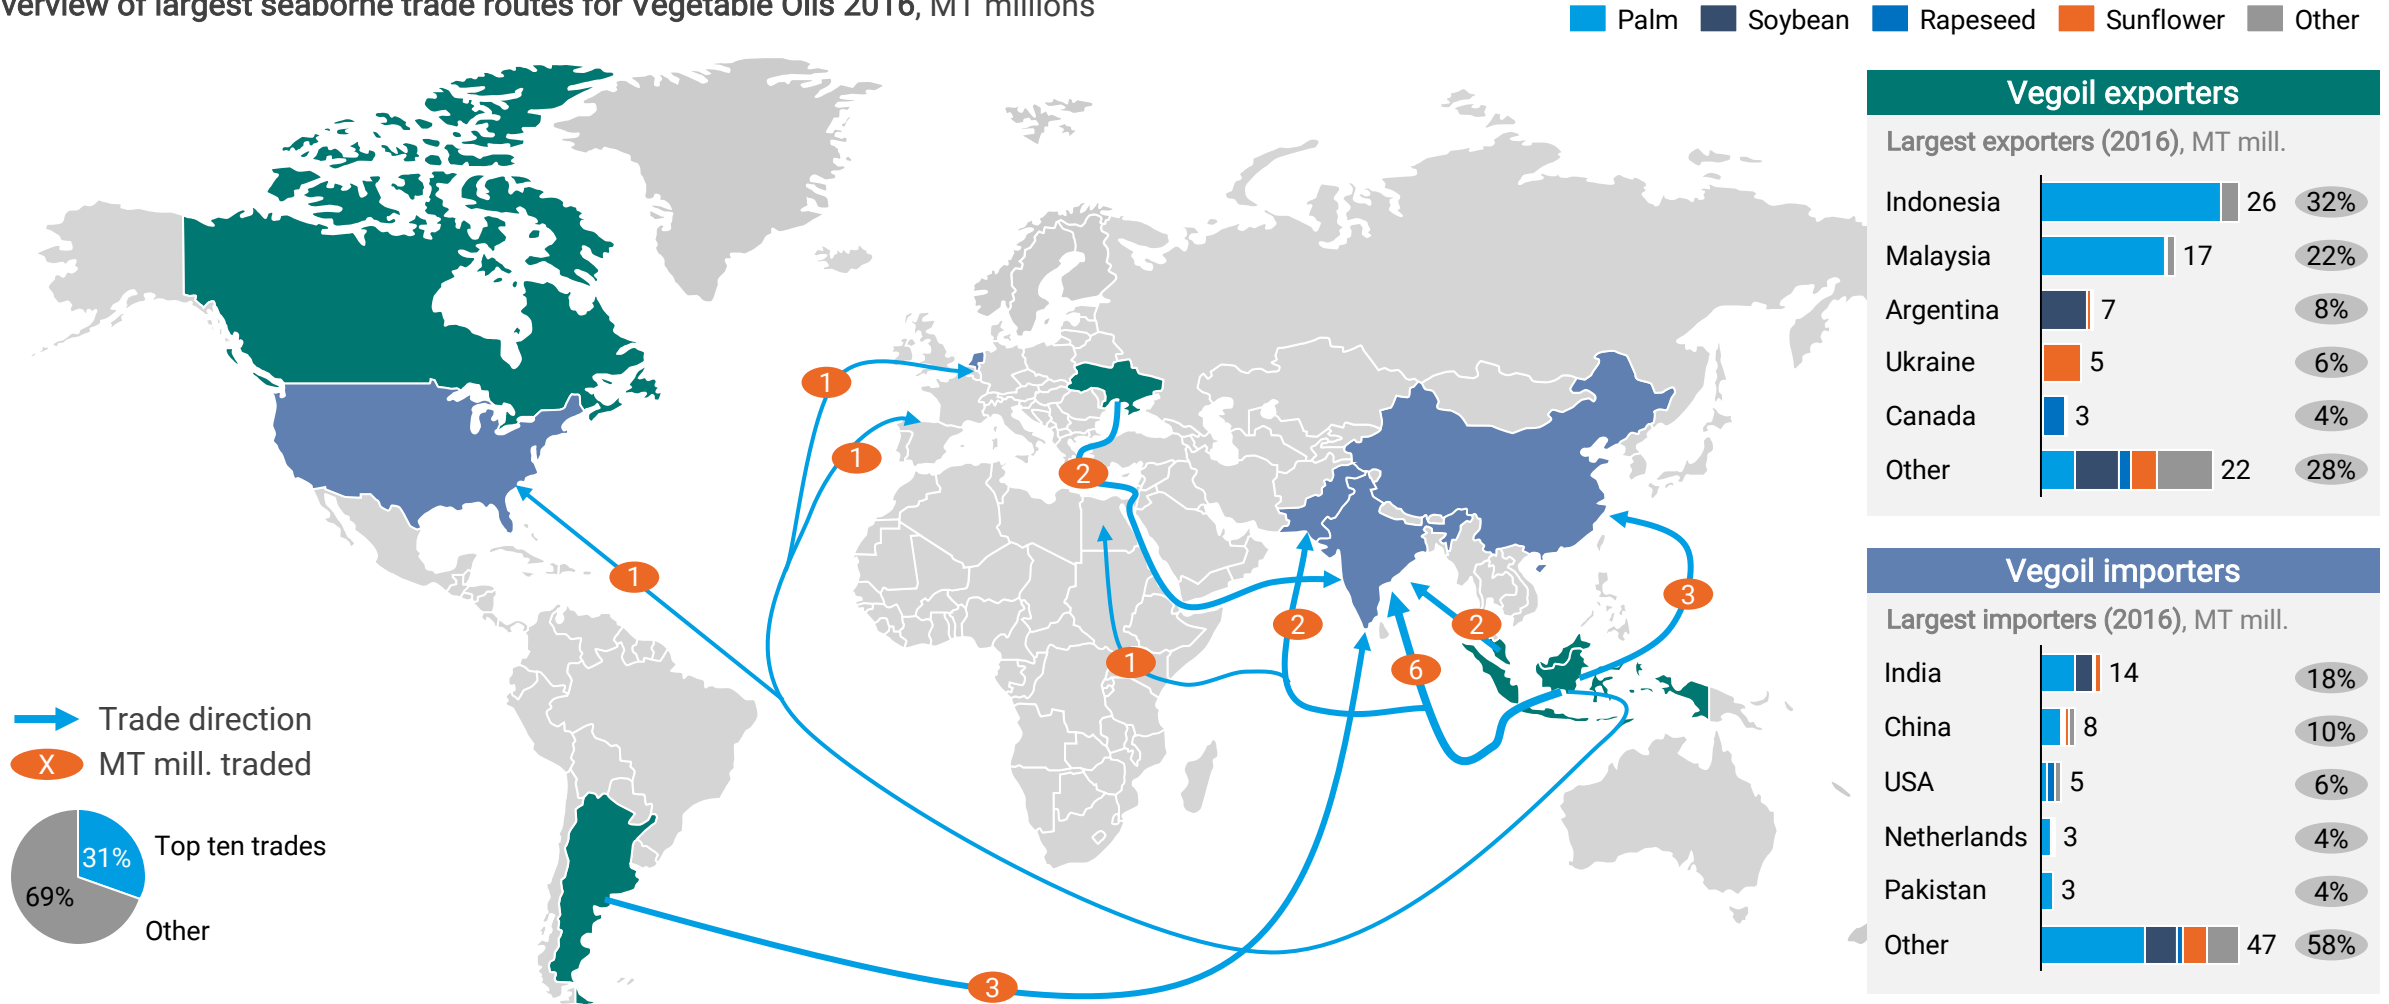 verview of largest seaborne trade routes for Vegetable Oils 2016, MT millions
Palm
Soybean
Rapeseed
Sunflower
Other
Vegoil exporters
Largest exporters (2016), MT mill.
Indonesia 26 32%
Malaysia 17 22%
Argentina 7 8%
Ukraine 5 6%
Canada 3 4%
Other 22 28%
Vegoil importers
Largest importers (2016), MT mill.
India 14 18%
China 8 10%
USA 5 6%
Netherlands 3 4%
Pakistan 3 4%
Other 47 58%
1
1
2
1
2
2
3
1
6
3
Trade direction
X MT mill. traded
31% Top ten trades
69%
Other